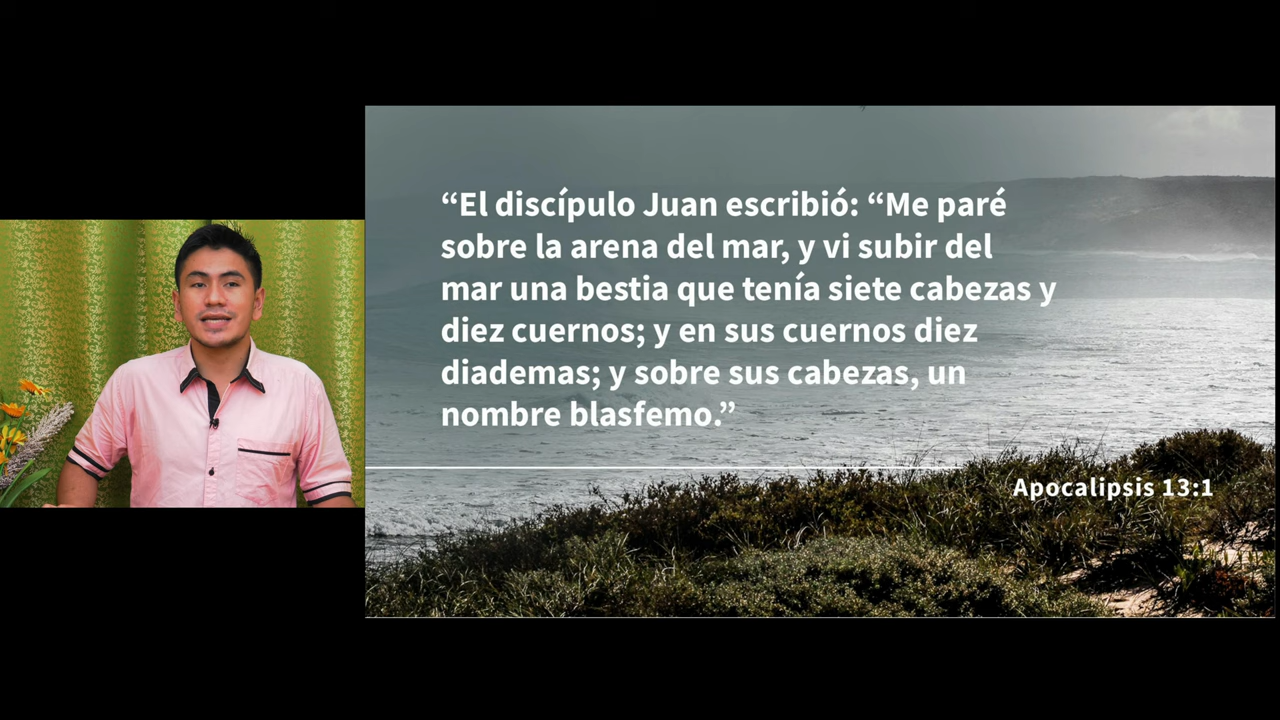 “El discípulo Juan escribió: “Me paré
sobre la arena del mar, y vi subir del
mar una bestia que tenía siete cabezas y
diez cuernos; y en sus cuernos diez
diademas; y sobre sus cabezas, un
nombre blasfemo.”
Apocalipsis 13:1